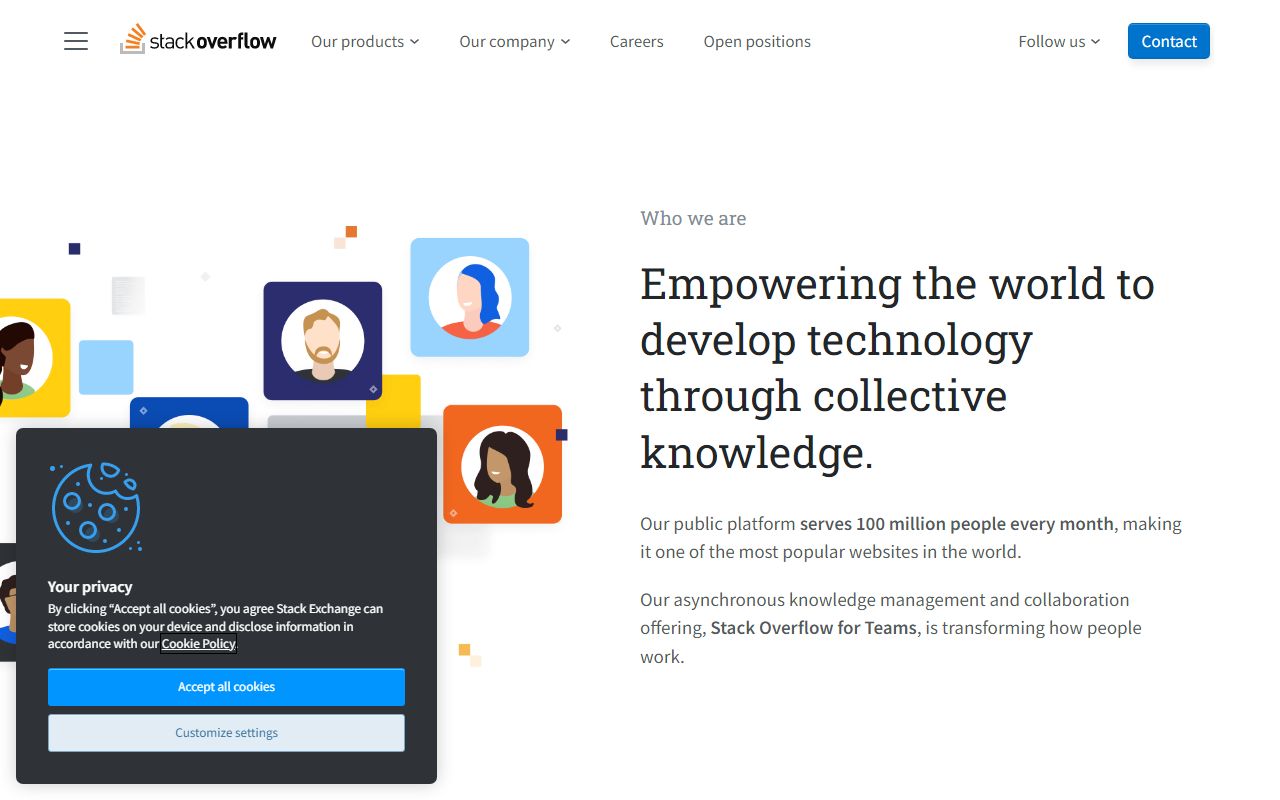 stackoverflow Our products Our company Careers Open positions Follow us Contact
Who we are
Empowering the world to
develop technology
through collective
knowledge.
Our public platform serves 100 million people every month, making
it one of the most popular websites in the world.
Our asynchronous knowledge management and collaboration
offering, Stack Overflow for Teams, is transforming how people
work.
Your privacy
By clicking “Accept all cookies”, you agree Stack Exchange can
store cookies on your device and disclose information in
accordance with our Cookie Policy.
Accept all cookies
Customize settings